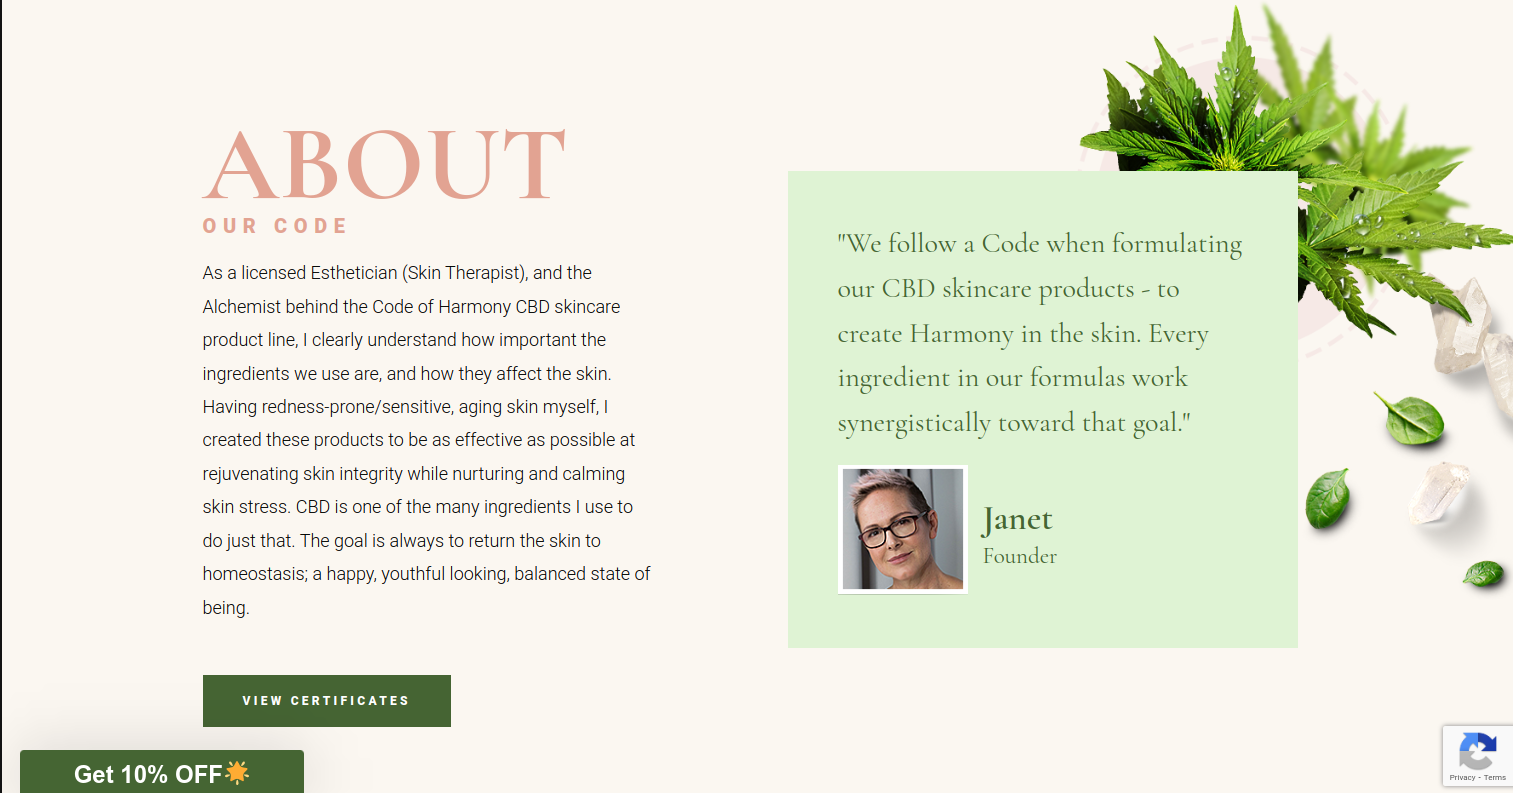 ABOUT
OUR CODE
As a licensed Esthetician (Skin Therapist), and the
Alchemist behind the Code of Harmony CBD skincare
product line, I clearly understand how important the
ingredients we use are, and how they affect the skin.
Having redness-prone/sensitive, aging skin myself, I
created these products to be as effective as possible at
rejuvenating skin integrity while nurturing and calming
skin stress. CBD is one of the many ingredients I use to
do just that. The goal is always to return the skin to
homeostasis; a happy, youthful looking, balanced state of
being.
VIEW CERTIFICATES
Get 10% OFF
"We follow a Code when formulating
our CBD skincare products - to
create Harmony in the skin. Every
ingredient in our formulas work
synergistically toward that goal."
Janet
Founder
Privacy - Terms